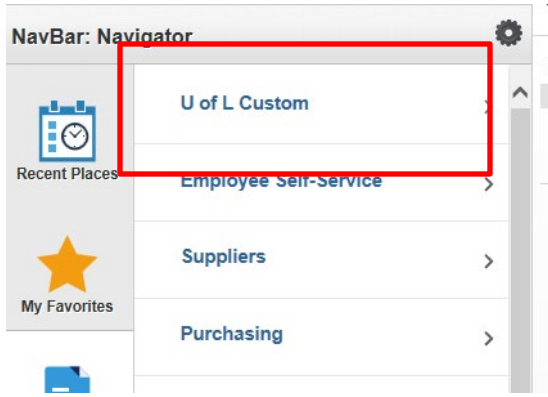 NavBar: Navigator
U of L Custom
Recent Places
Employee Self-Service
Suppliers
My Favorites
Purchasing